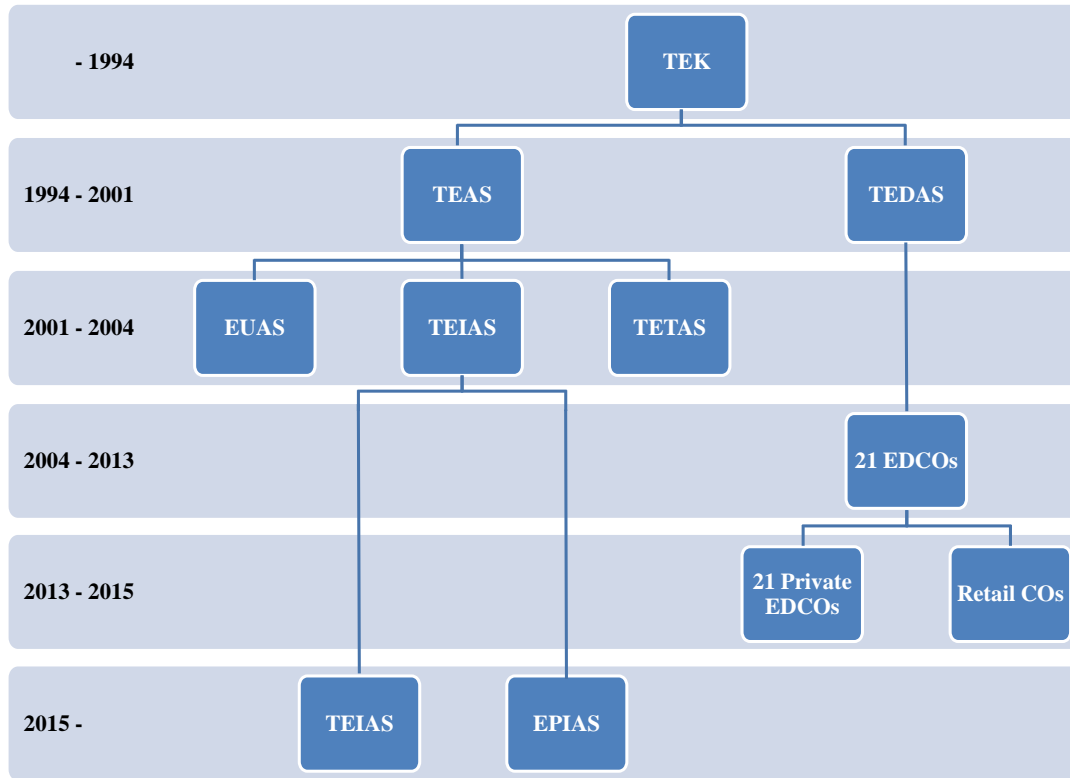 - 1994
TEK
1994 - 2001
TEAS
TEDAS
2001 - 2004
EUAS
TEIAS
TETAS
2004 - 2013
21 EDCOs
2013 - 2015
21 Private
EDCOs
Retail COs
2015 -
TEIAS
EPIAS